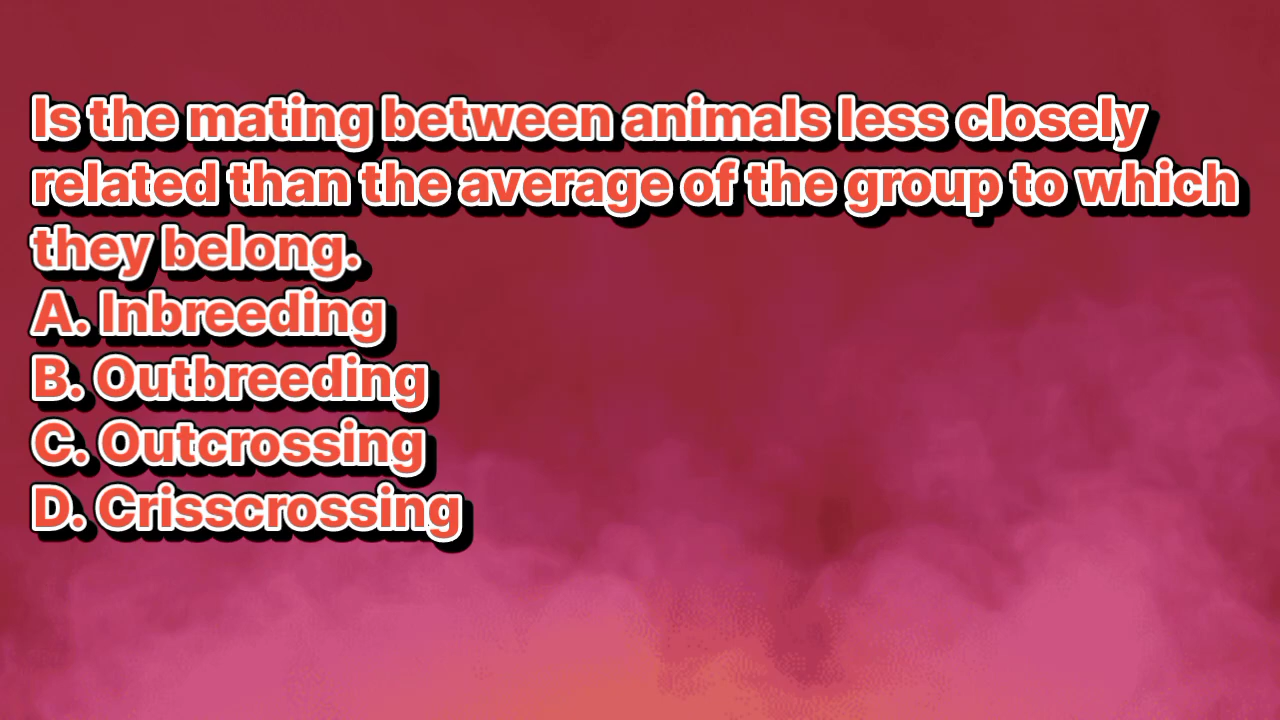 Is the mating between animals less closely
related than the average of the group to which
they belong.
A. Inbreeding
B. Outbreeding
C. Outcrossing
D. Crisscrossing